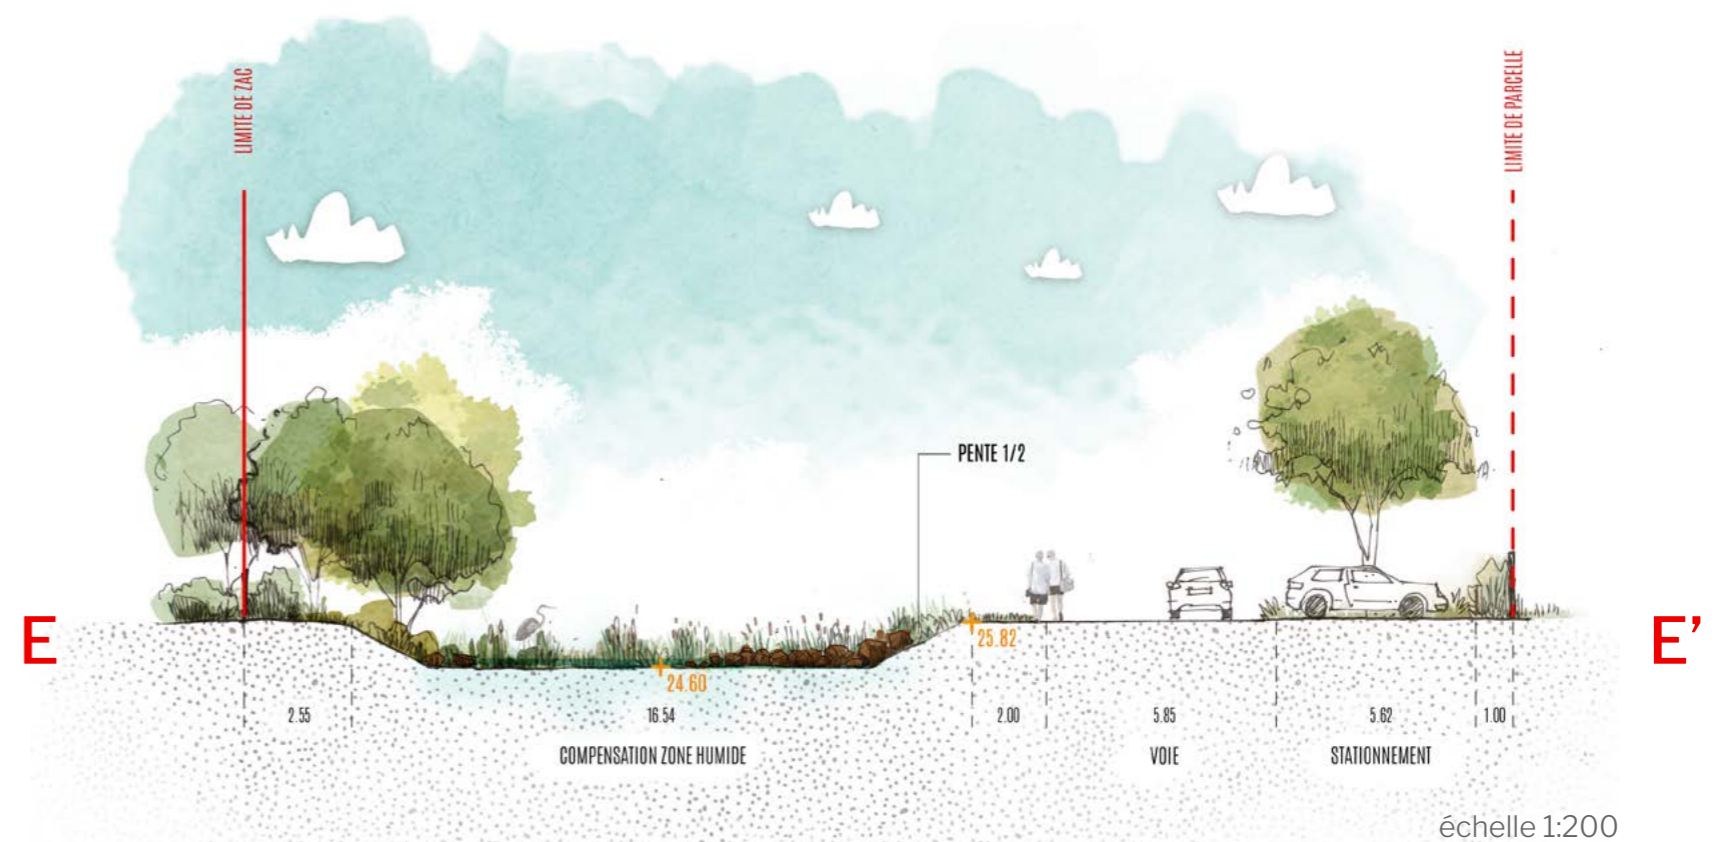 LIMITE DE ZAC
LIMITE DE PARCELLE
PENTE 1/2
E
E’
25.82
24.60
2.55
16.54
2.00
5.85
5.62
1.00
COMPENSATION ZONE HUMIDE
VOIE
STATIONNEMENT
échelle 1:200